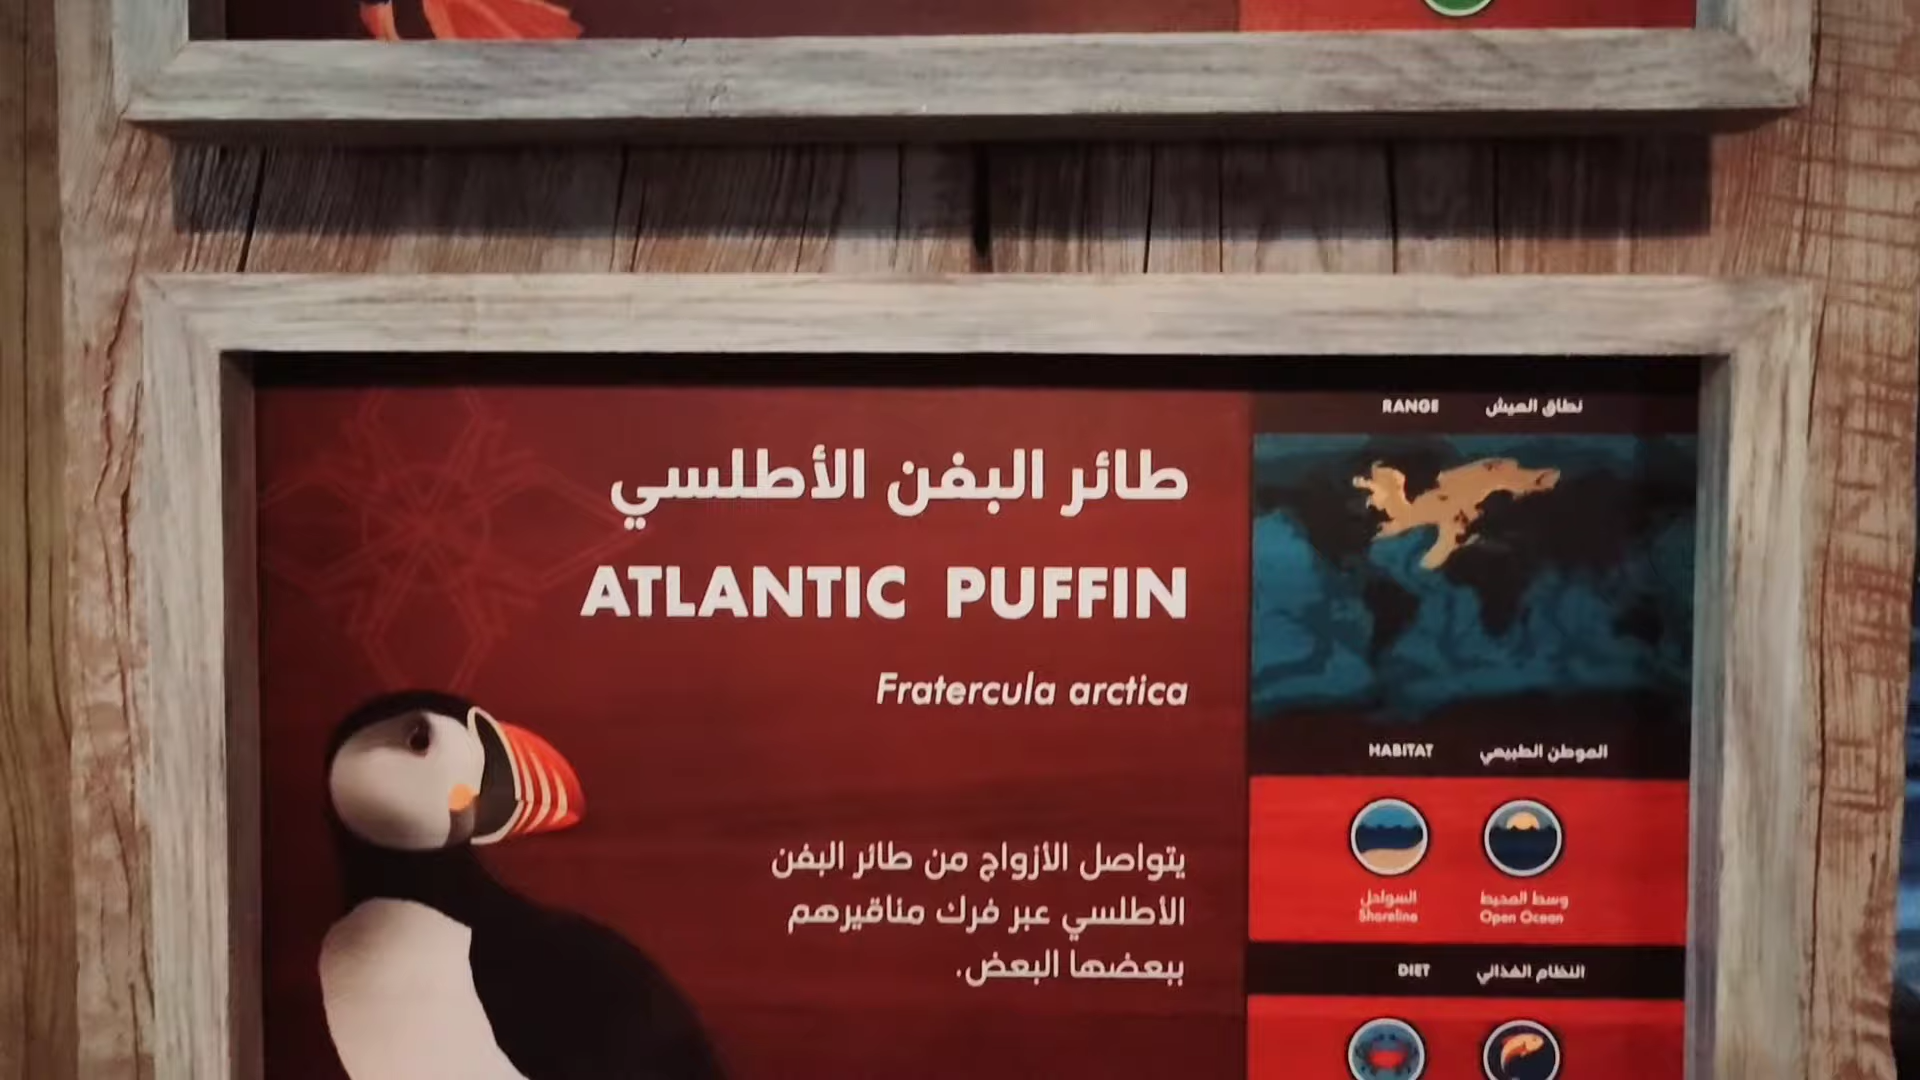 طائر البفن الأطلسي
ATLANTIC PUFFIN
Fratercula arctica
يتواصل الأزواج من طائر البفن
الأطلسي عبر فرك مناقيرهم
ببعضها البعض.
RANGE نطاق العيش
HABITAT الموطن الطبيعي
السواحل وسط المحيط
Shoreline Open Ocean
DIET النظام الغذائي